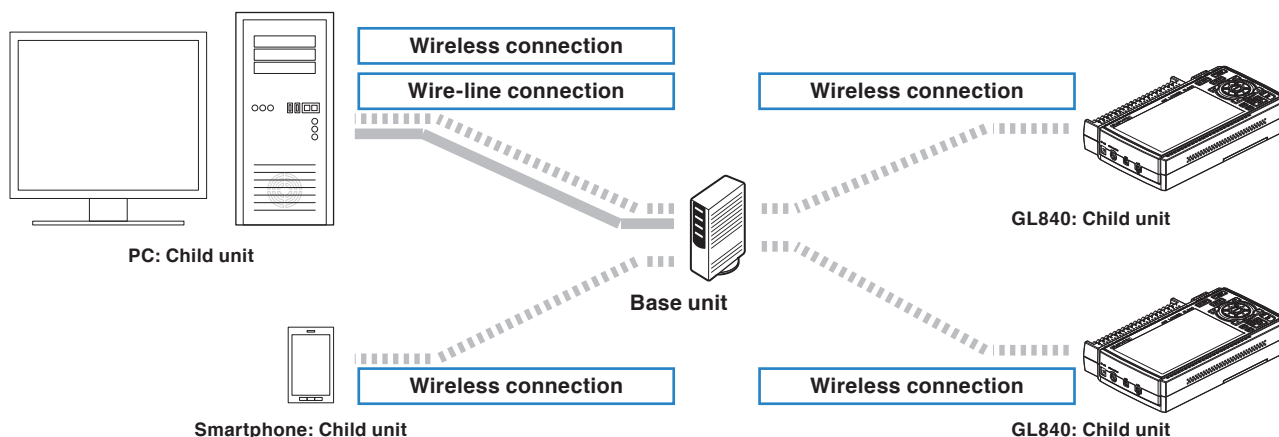 Wireless connection
Wire-line connection
Wireless connection
PC: Child unit
GL840: Child unit
Base unit
Wireless connection
Wireless connection
Smartphone: Child unit
GL840: Child unit